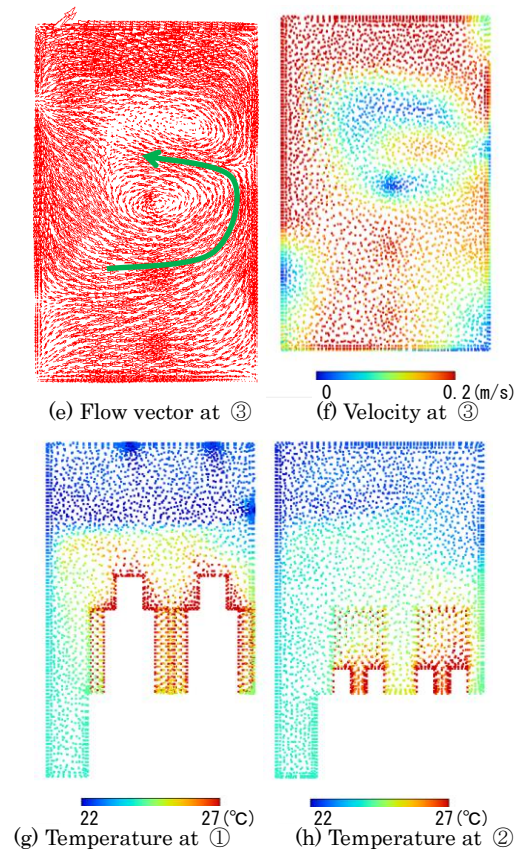 0 0.2(m/s)
(e) Flow vector at ③ (f) Velocity at ③
22 27(℃) 22 27(℃)
(g) Temperature at ① (h) Temperature at ②